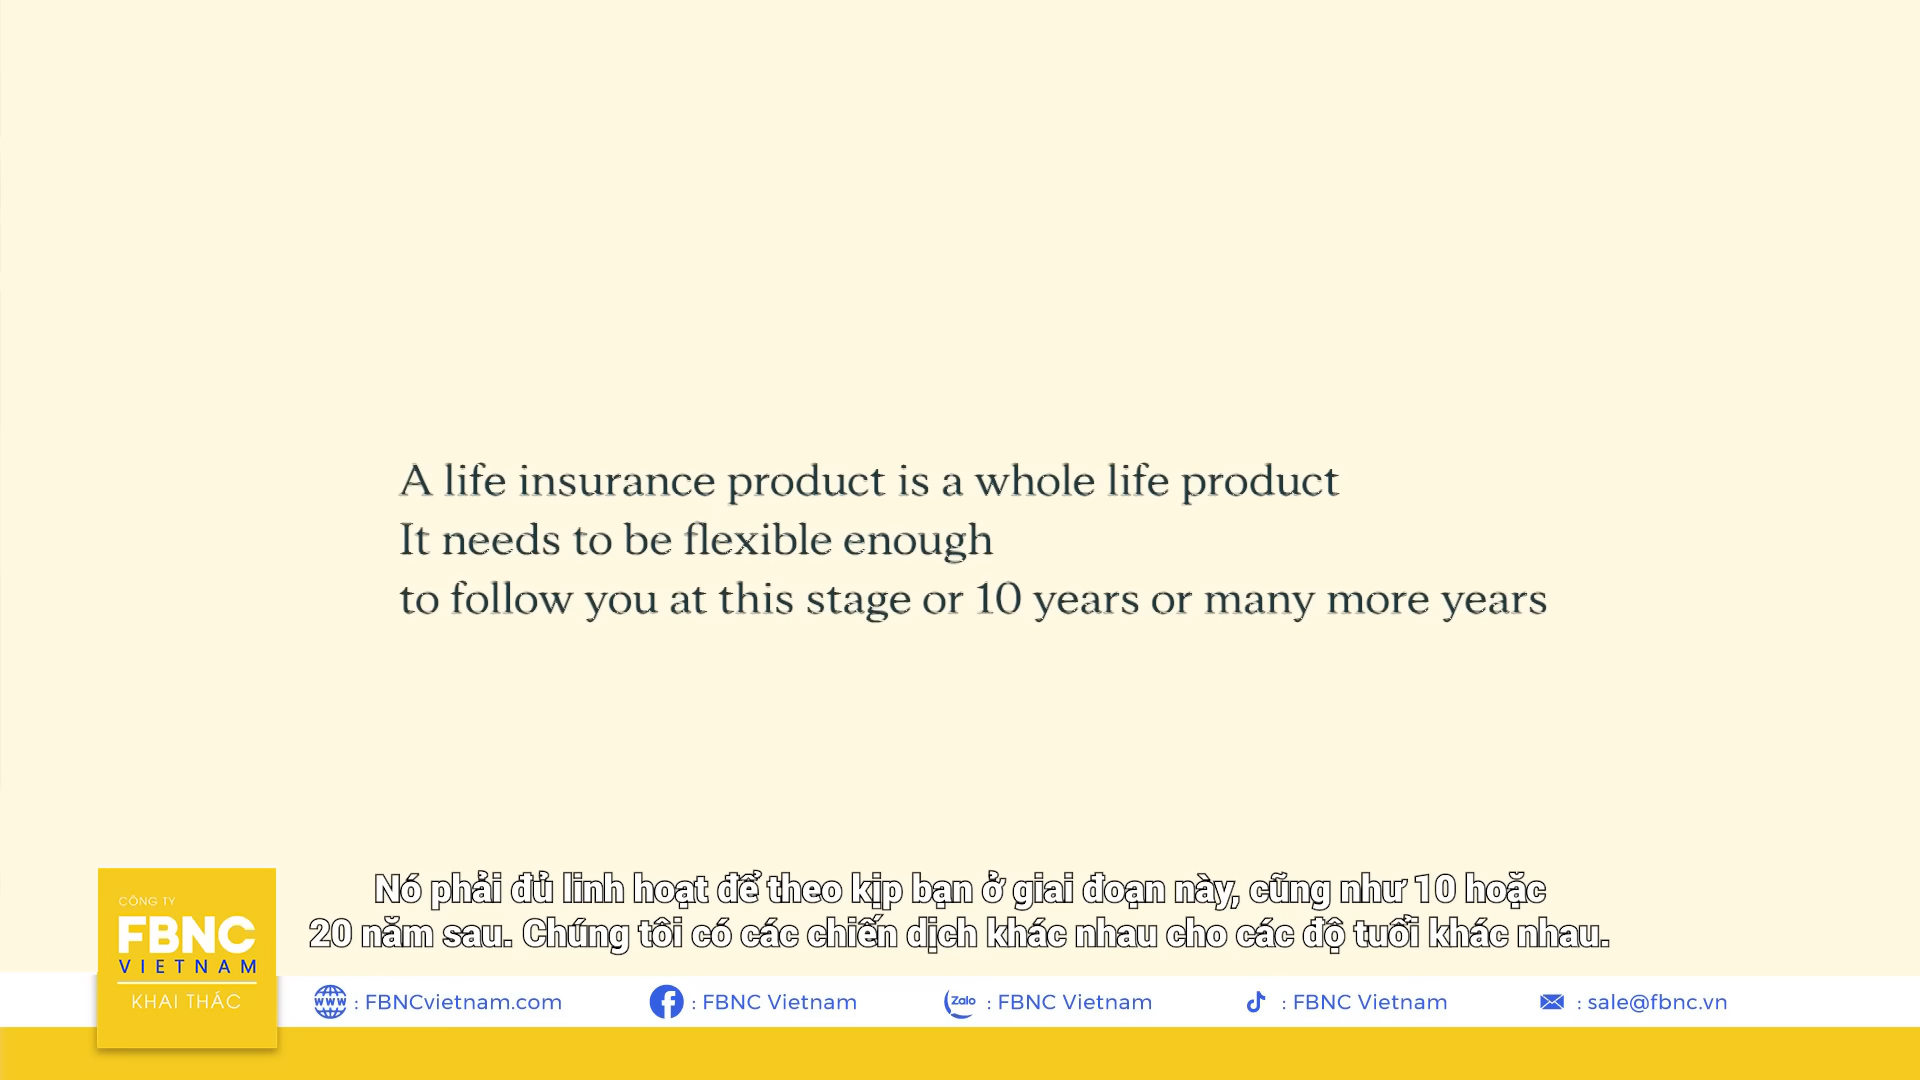 A life insurance product is a whole life product
It needs to be flexible enough
to follow you at this stage or 10 years or many more years
Nó phải đủ linh hoạt để theo kịp bạn ở giai đoạn này, cũng như 10 hoặc
20 năm sau. Chúng tôi có các chiến dịch khác nhau cho các độ tuổi khác nhau.
CÔNG TY
FBNC
VIETNAM
KHAI THÁC
www : FBNCvietnam.com
: FBNC Vietnam
Zalo : FBNC Vietnam
: FBNC Vietnam
: sale@fbnc.vn